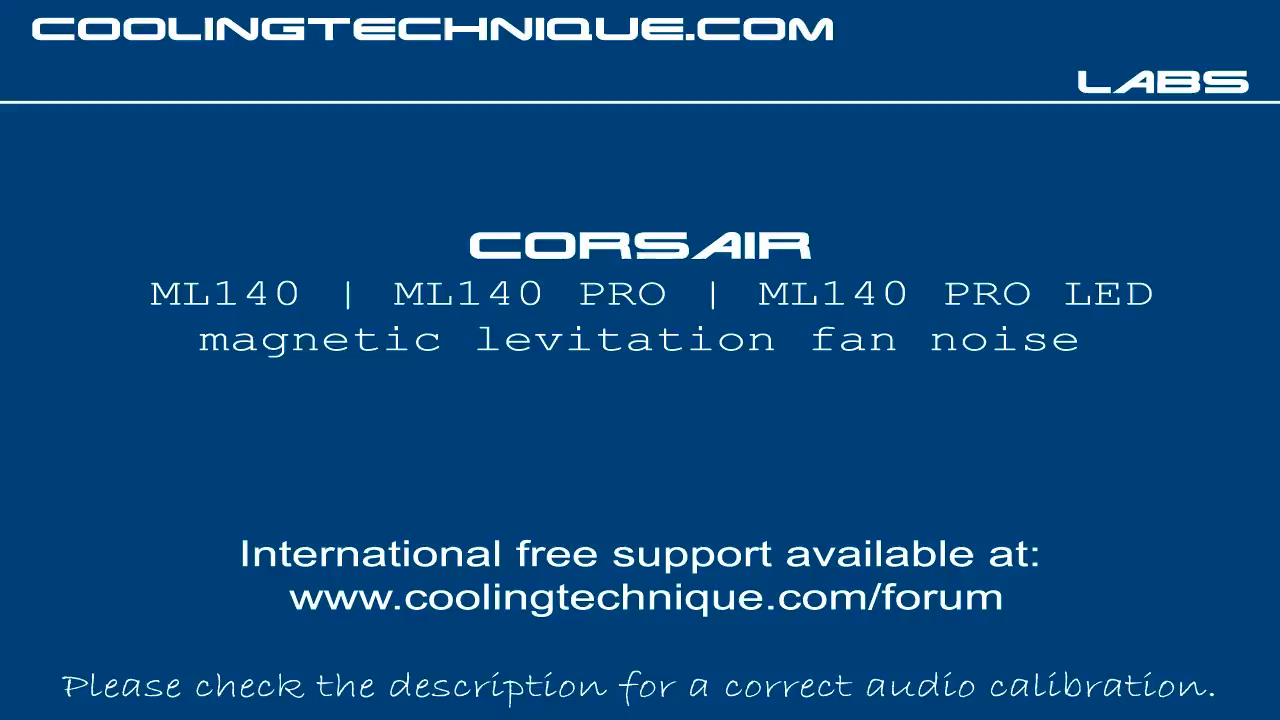 COOLINGTECHNIQUE.COM
LABS
CORSAIR
ML140 | ML140 PRO | ML140 PRO LED
magnetic levitation fan noise
International free support available at:
www.coolingtechnique.com/forum
Please check the description for a correct audio calibration.